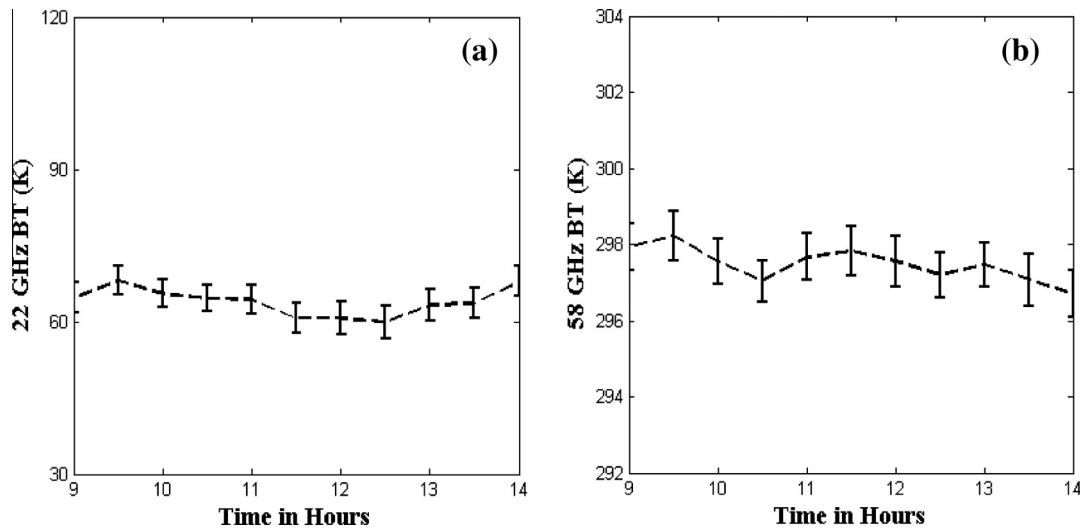 120
90
60
30
22 GHz BT (K)
(a)
9 10 11 12 13 14
Time in Hours
304
302
300
298
296
294
292
58 GHz BT (K)
(b)
9 10 11 12 13 14
Time in Hours